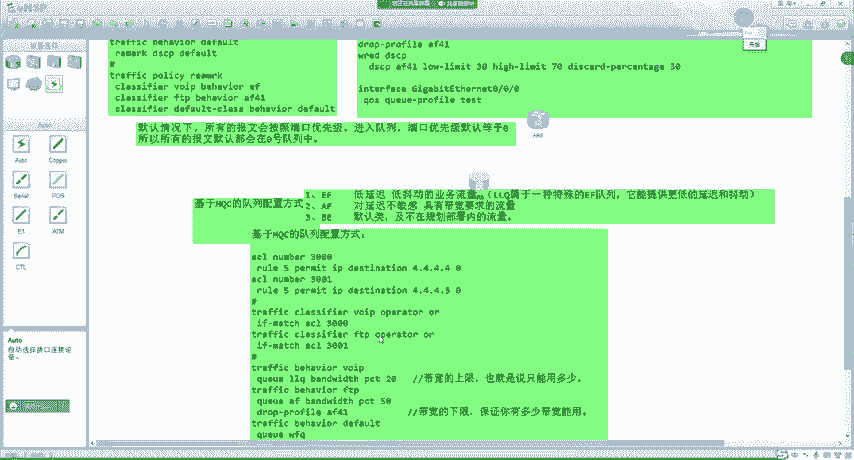 eNSP
traffic behavior default
remark dscp default
#
traffic policy remark
classifier voip behavior ef
classifier ftp behavior af41
classifier default-class behavior default
drop-profile af41
wred dscp
dscp af41 low-limit 30 high-limit 70 discard-percentage 50
interface GigabitEthernet0/0/0
qos queue-profile test
默认情况下，所有的报文会按照端口优先级，进入队列，端口优先级默认等于0
所以所有的报文默认都会在0号队列中。
基于MQC的队列配置方式
1、EF 低延迟 低抖动的业务流量。（LLQ属于一种特殊的EF队列，它能提供更低的延迟和抖动）
2、AF 对延迟不敏感 具有带宽要求的流量
3、BE 默认类，及不在规划部署内的流量。
基于MQC的队列配置方式：
acl number 3000
rule 5 permit ip destination 4.4.4.4 0
acl number 3001
rule 5 permit ip destination 4.4.4.5 0
#
traffic classifier voip operator or
if-match acl 3000
traffic classifier ftp operator or
if-match acl 3001
#
traffic behavior voip
queue llq bandwidth pct 20 //带宽的上限，也就是说只能用多少。
traffic behavior ftp
queue af bandwidth pct 50
drop-profile af41 //带宽的下限，保证你有多少带宽能用。
traffic behavior default
queue wfq
Auto
Copper
Serial
POS
E1
ATM
CTL
Auto
自动选择接口连接设备。